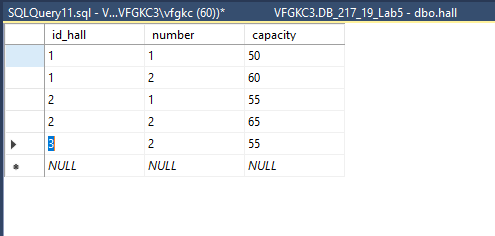 SQLQuery11.sql - V...VFGKC3\vfgkc (60))* VFGKC3.DB_217_19_Lab5 - dbo.hall
id_hall number capacity
1 1 50
1 2 60
2 1 55
2 2 65
3 2 55
NULL NULL NULL